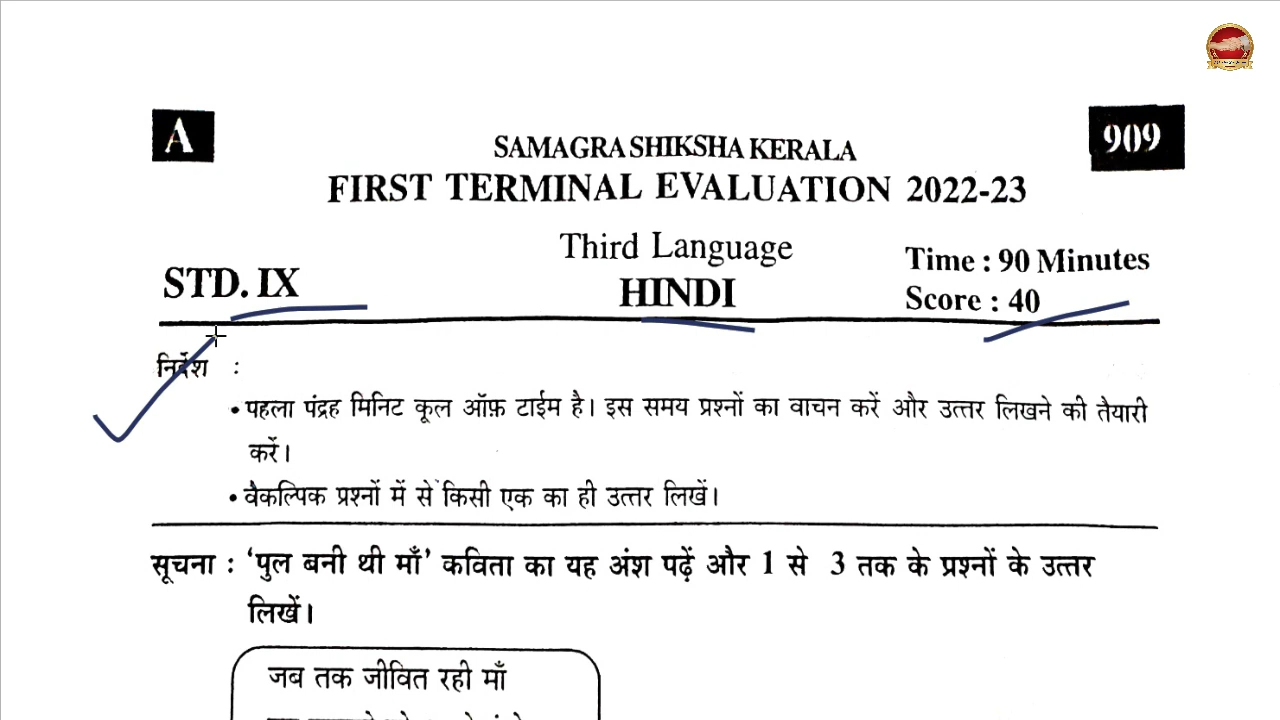 A
909
SAMAGRA SHIKSHA KERALA
FIRST TERMINAL EVALUATION 2022-23
Third Language
STD. IX
HINDI
Time : 90 Minutes
Score : 40
निर्देश :
• पहला पंद्रह मिनिट कूल ऑफ़ टाईम है। इस समय प्रश्नों का वाचन करें और उत्तर लिखने की तैयारी
करें।
• वैकल्पिक प्रश्नों में से किसी एक का ही उत्तर लिखें।
सूचना : ‘पुल बनी थी माँ’ कविता का यह अंश पढ़ें और 1 से 3 तक के प्रश्नों के उत्तर
लिखें।
जब तक जीवित रही माँ